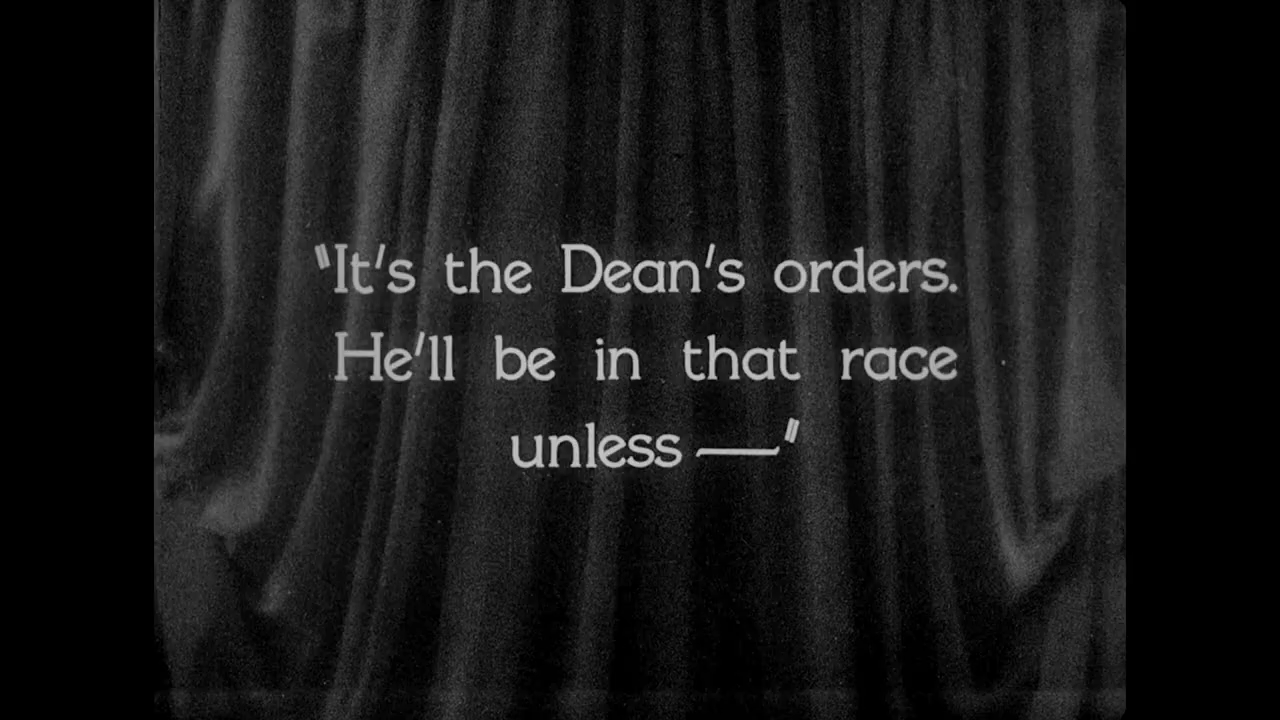 "It's the Dean's orders.
He'll be in that race
unless—"